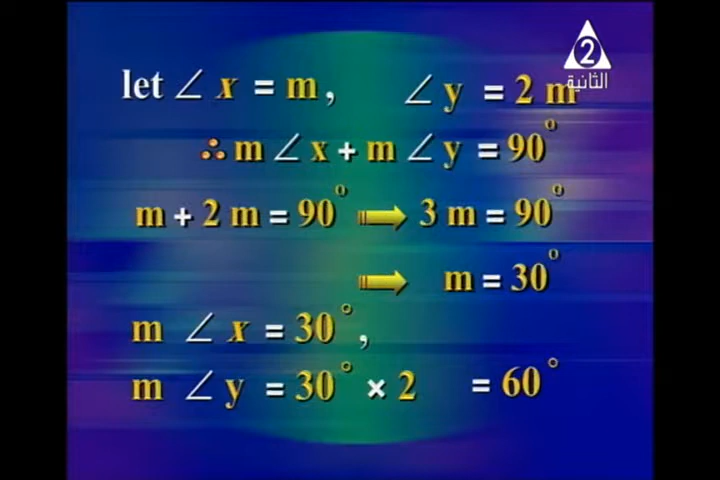 2
الثانية
let ∠ x = m, ∠ y = 2 m
∴ m ∠ x + m ∠ y = 90°
m + 2 m = 90° ⇒ 3 m = 90°
⇒ m = 30°
m ∠ x = 30°,
m ∠ y = 30° × 2 = 60°